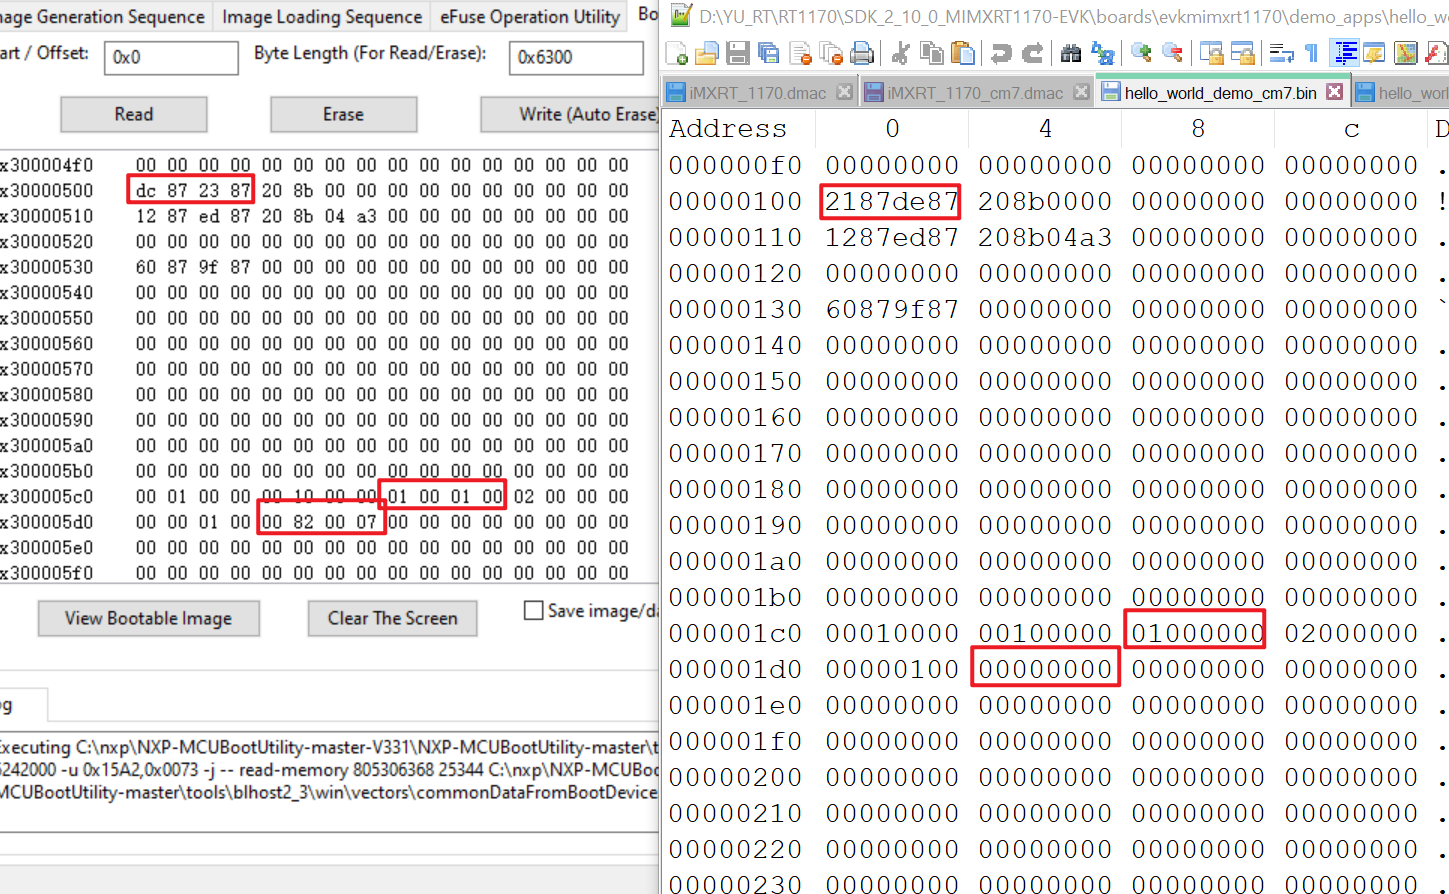 mage Generation Sequence Image Loading Sequence eFuse Operation Utility Bo
art / Offset: 0x0 Byte Length (For Read/Erase): 0x6300
Read Erase Write (Auto Erase)
x300004f0 00 00 00 00 00 00 00 00 00 00 00 00 00 00 00 00
x30000500 dc 87 23 87 20 8b 00 00 00 00 00 00 00 00 00 00
x30000510 12 87 ed 87 20 8b 04 a3 00 00 00 00 00 00 00 00
x30000520 00 00 00 00 00 00 00 00 00 00 00 00 00 00 00 00
x30000530 60 87 9f 87 00 00 00 00 00 00 00 00 00 00 00 00
x30000540 00 00 00 00 00 00 00 00 00 00 00 00 00 00 00 00
x30000550 00 00 00 00 00 00 00 00 00 00 00 00 00 00 00 00
x30000560 00 00 00 00 00 00 00 00 00 00 00 00 00 00 00 00
x30000570 00 00 00 00 00 00 00 00 00 00 00 00 00 00 00 00
x30000580 00 00 00 00 00 00 00 00 00 00 00 00 00 00 00 00
x30000590 00 00 00 00 00 00 00 00 00 00 00 00 00 00 00 00
x300005a0 00 00 00 00 00 00 00 00 00 00 00 00 00 00 00 00
x300005b0 00 00 00 00 00 00 00 00 00 00 00 00 00 00 00 00
x300005c0 00 01 00 00 00 10 00 00 01 00 01 00 02 00 00 00
x300005d0 00 00 01 00 00 82 00 07 00 00 00 00 00 00 00 00
x300005e0 00 00 00 00 00 00 00 00 00 00 00 00 00 00 00 00
x300005f0 00 00 00 00 00 00 00 00 00 00 00 00 00 00 00 00
View Bootable Image Clear The Screen Save image/da
og
Executing C:\nxp\NXP-MCUBootUtility-master-V331\NXP-MCUBootUtility-master\t
6242000 -u 0x15A2,0x0073 -j -- read-memory 805306368 25344 C:\nxp\NXP-MCUBoo
MCUBootUtility-master\tools\blhost2_3\win\vectors\commonDataFromBootDevice
D:\YU_RT\RT1170\SDK_2_10_0_MIMXRT1170-EVK\boards\evkmimxrt1170\demo_apps\hello_wo
iMXRT_1170.dmac iMXRT_1170_cm7.dmac hello_world_demo_cm7.bin hello_wor
Address 0 4 8 c D
000000f0 00000000 00000000 00000000 00000000 .
00000100 2187de87 208b0000 00000000 00000000 !
00000110 1287ed87 208b04a3 00000000 00000000 .
00000120 00000000 00000000 00000000 00000000 .
00000130 60879f87 00000000 00000000 00000000 `
00000140 00000000 00000000 00000000 00000000 .
00000150 00000000 00000000 00000000 00000000 .
00000160 00000000 00000000 00000000 00000000 .
00000170 00000000 00000000 00000000 00000000 .
00000180 00000000 00000000 00000000 00000000 .
00000190 00000000 00000000 00000000 00000000 .
000001a0 00000000 00000000 00000000 00000000 .
000001b0 00000000 00000000 00000000 00000000 .
000001c0 00010000 00100000 01000000 02000000 .
000001d0 00000100 00000000 00000000 00000000 .
000001e0 00000000 00000000 00000000 00000000 .
000001f0 00000000 00000000 00000000 00000000 .
00000200 00000000 00000000 00000000 00000000 .
00000210 00000000 00000000 00000000 00000000 .
00000220 00000000 00000000 00000000 00000000 .
00000230 00000000 00000000 00000000 00000000 .